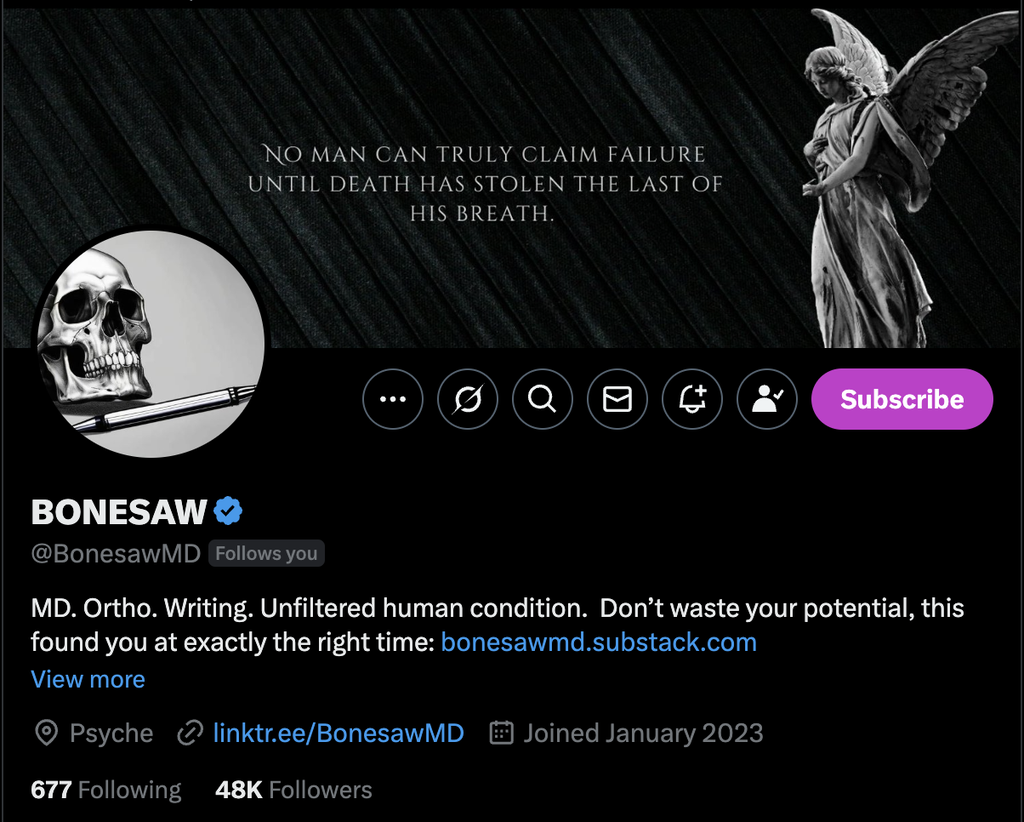 NO MAN CAN TRULY CLAIM FAILURE
UNTIL DEATH HAS STOLEN THE LAST OF
HIS BREATH.
Subscribe
BONESAW
@BonesawMD Follows you
MD. Ortho. Writing. Unfiltered human condition.  Don’t waste your potential, this
found you at exactly the right time: bonesawmd.substack.com
View more
Psyche linktr.ee/BonesawMD Joined January 2023
677 Following 48K Followers